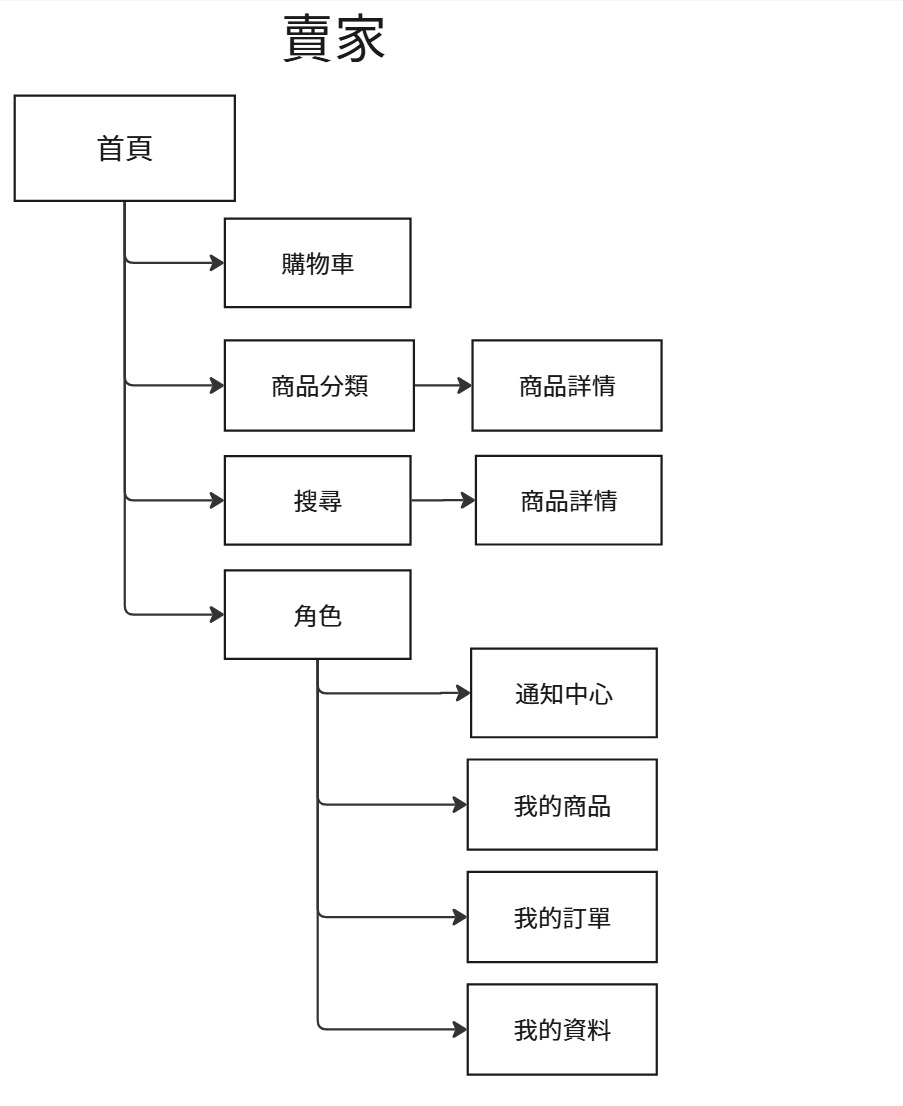 賣家
首頁
購物車
商品分類
商品詳情
搜尋
商品詳情
角色
通知中心
我的商品
我的訂單
我的資料